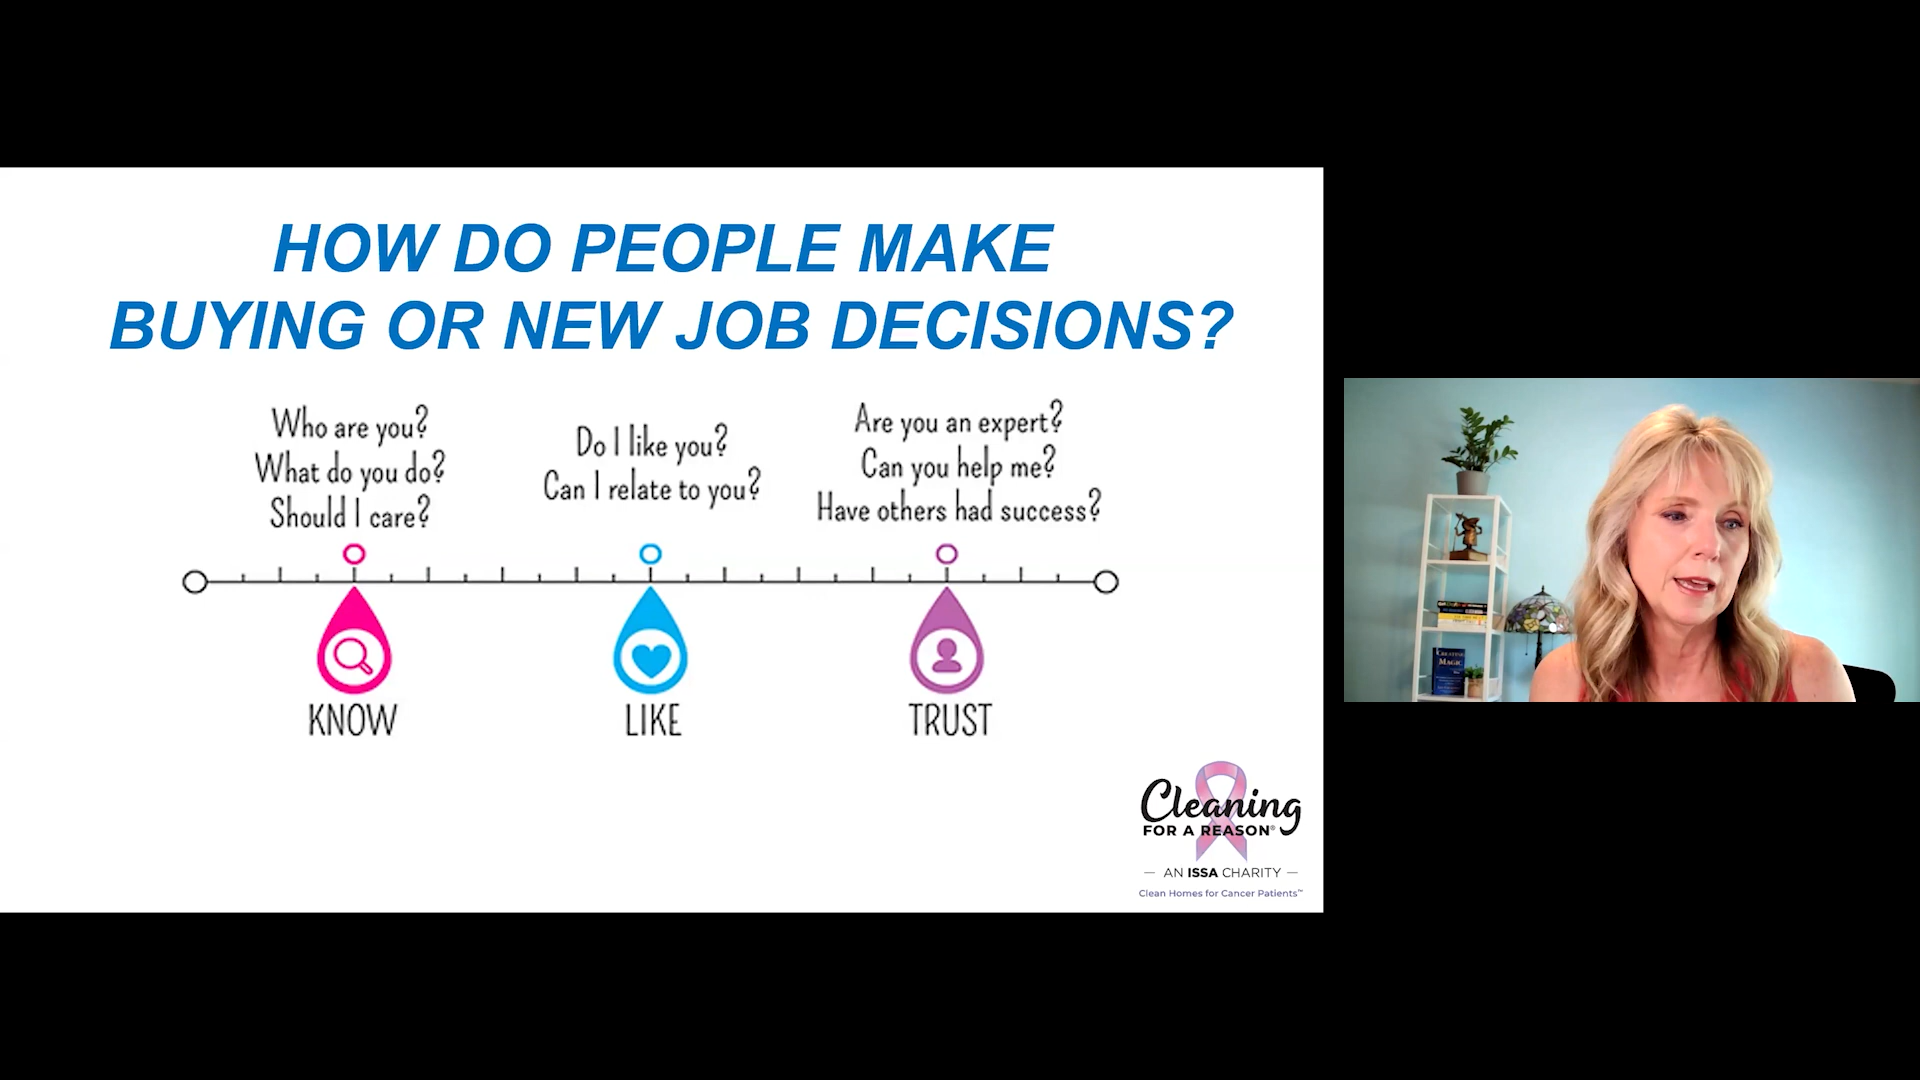 HOW DO PEOPLE MAKE
BUYING OR NEW JOB DECISIONS?
Who are you?
What do you do?
Should I care?
Do I like you?
Can I relate to you?
Are you an expert?
Can you help me?
Have others had success?
KNOW
LIKE
TRUST
Cleaning
FOR A REASON®
— AN ISSA CHARITY —
Clean Homes for Cancer Patients™
CREATING
MAGIC